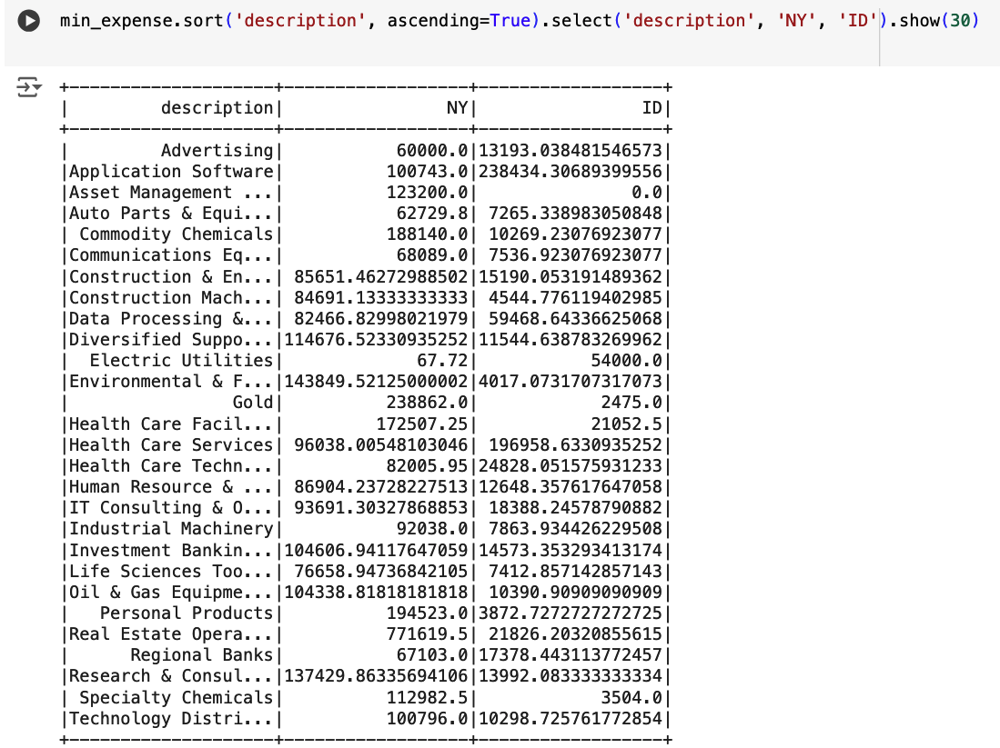 min_expense.sort('description', ascending=True).select('description', 'NY', 'ID').show(30)
+--------------------+------------------+------------------+
|         description|                NY|                ID|
+--------------------+------------------+------------------+
|         Advertising|           60000.0|13193.038481546573|
|Application Software|          100743.0|238434.30689399556|
|Asset Management ...|          123200.0|               0.0|
|Auto Parts & Equi...|           62729.8| 7265.338983050848|
| Commodity Chemicals|          188140.0| 10269.23076923077|
|Communications Eq...|           68089.0| 7536.923076923077|
|Construction & En...| 85651.46272988502|15190.053191489362|
|Construction Mach...| 84691.13333333333| 4544.776119402985|
|Data Processing &...| 82466.82998021979| 59468.64336625068|
|Diversified Suppo...|114676.52330935252|11544.638783269962|
|  Electric Utilities|             67.72|           54000.0|
|Environmental & F...|143849.52125000002|4017.0731707317073|
|                Gold|          238862.0|            2475.0|
|Health Care Facil...|         172507.25|           21052.5|
|Health Care Services| 96038.00548103046| 196958.6330935252|
|Health Care Techn...|          82005.95|24828.051575931233|
|Human Resource & ...| 86904.23728227513|12648.357617647058|
|IT Consulting & O...| 93691.30327868853| 18388.24578790882|
|Industrial Machinery|           92038.0| 7863.934426229508|
|Investment Bankin...|104606.94117647059|14573.353293413174|
|Life Sciences Too...| 76658.94736842105| 7412.857142857143|
|Oil & Gas Equipme...|104338.81818181818| 10390.90909090909|
|   Personal Products|          194523.0|3872.7272727272725|
|Real Estate Opera...|          771619.5| 21826.20320855615|
|      Regional Banks|           67103.0|17378.443113772457|
|Research & Consul...|137429.86335694106|13992.083333333334|
| Specialty Chemicals|          112982.5|            3504.0|
|Technology Distri...|          100796.0|10298.725761772854|
+--------------------+------------------+------------------+